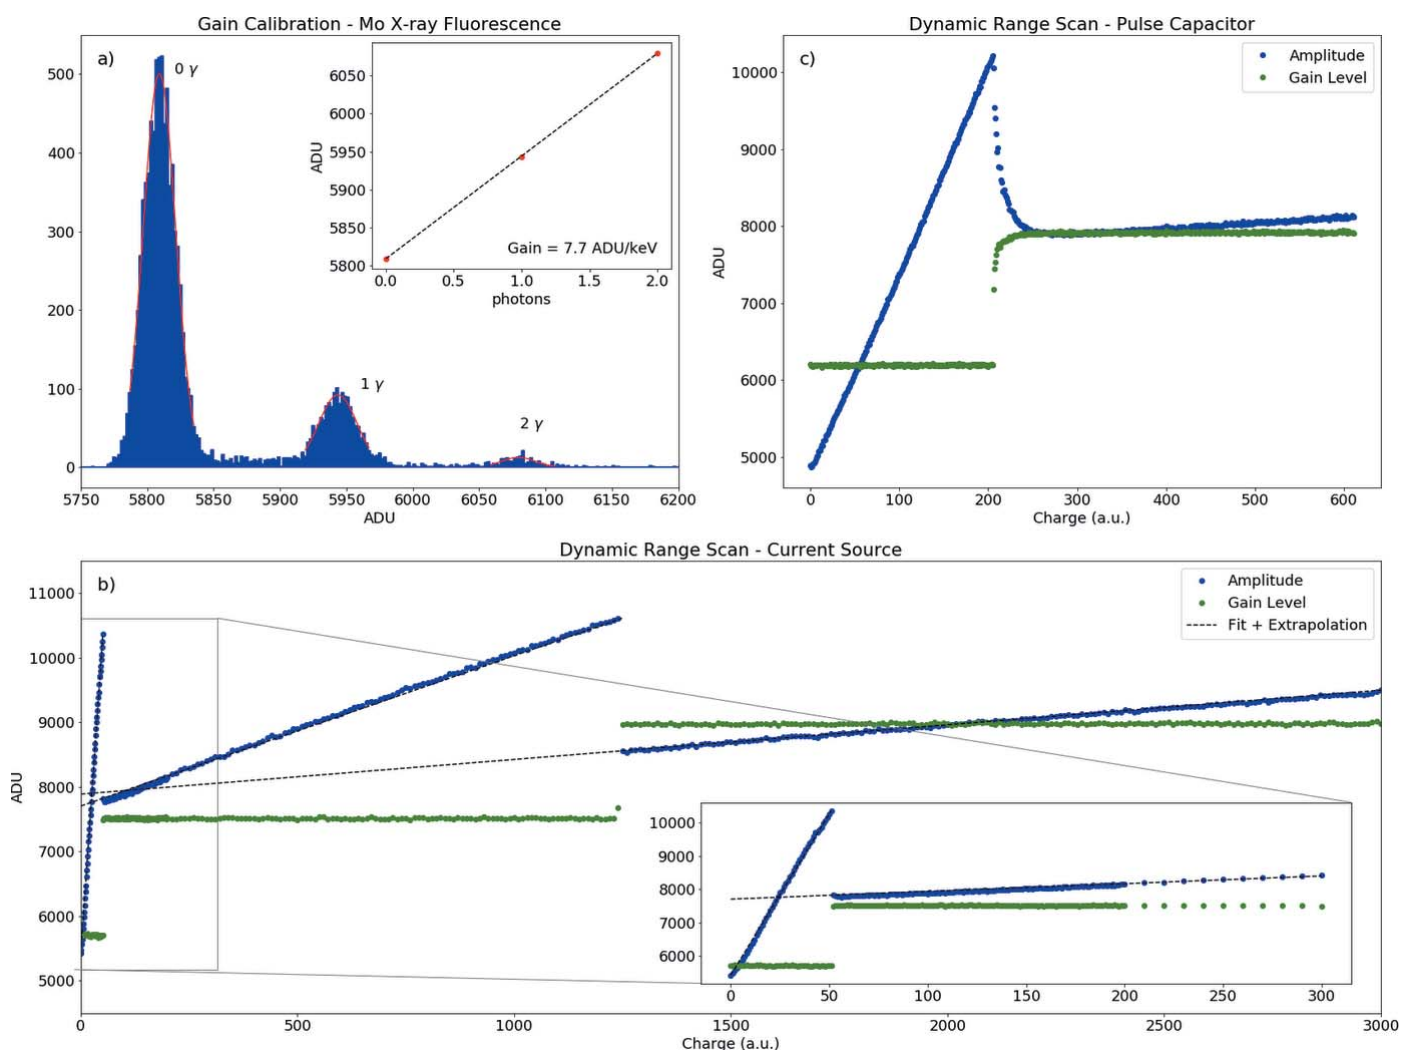 Gain Calibration - Mo X-ray Fluorescence
a)
0 γ
1 γ
2 γ
500
400
300
200
100
0
5750 5800 5850 5900 5950 6000 6050 6100 6150 6200
ADU
6050
6000
5950
5900
5850
5800
ADU
Gain = 7.7 ADU/keV
0.0 0.5 1.0 1.5 2.0
photons
Dynamic Range Scan - Pulse Capacitor
c)
Amplitude
Gain Level
10000
9000
8000
7000
6000
5000
ADU
0 100 200 300 400 500 600
Charge (a.u.)
Dynamic Range Scan - Current Source
b)
Amplitude
Gain Level
Fit + Extrapolation
11000
10000
9000
8000
7000
6000
5000
ADU
10000
9000
8000
7000
6000
0 50 100 150 200 250 300
0 500 1000 1500 2000 2500 3000
Charge (a.u.)